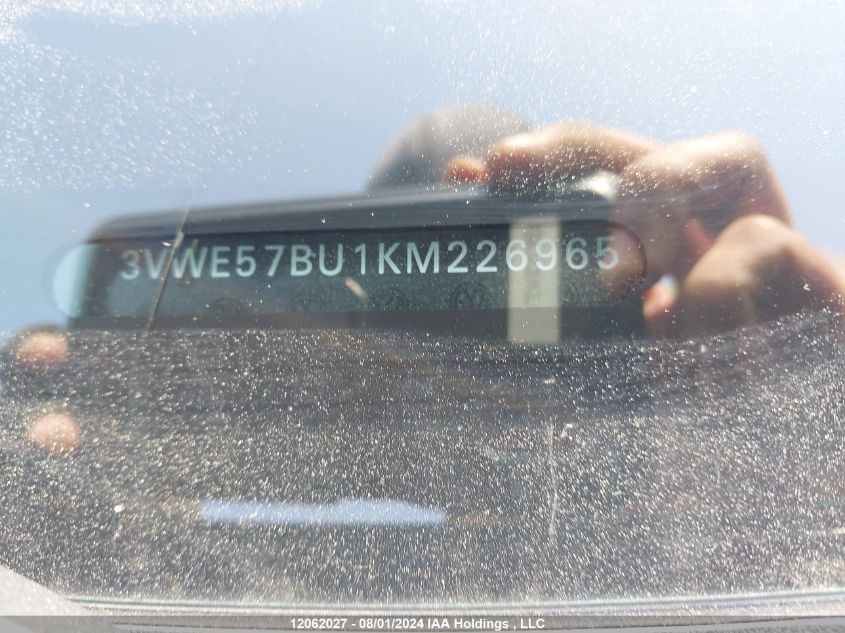 3VWE57BU1KM226965
12062027 - 08/01/2024 IAA Holdings , LLC